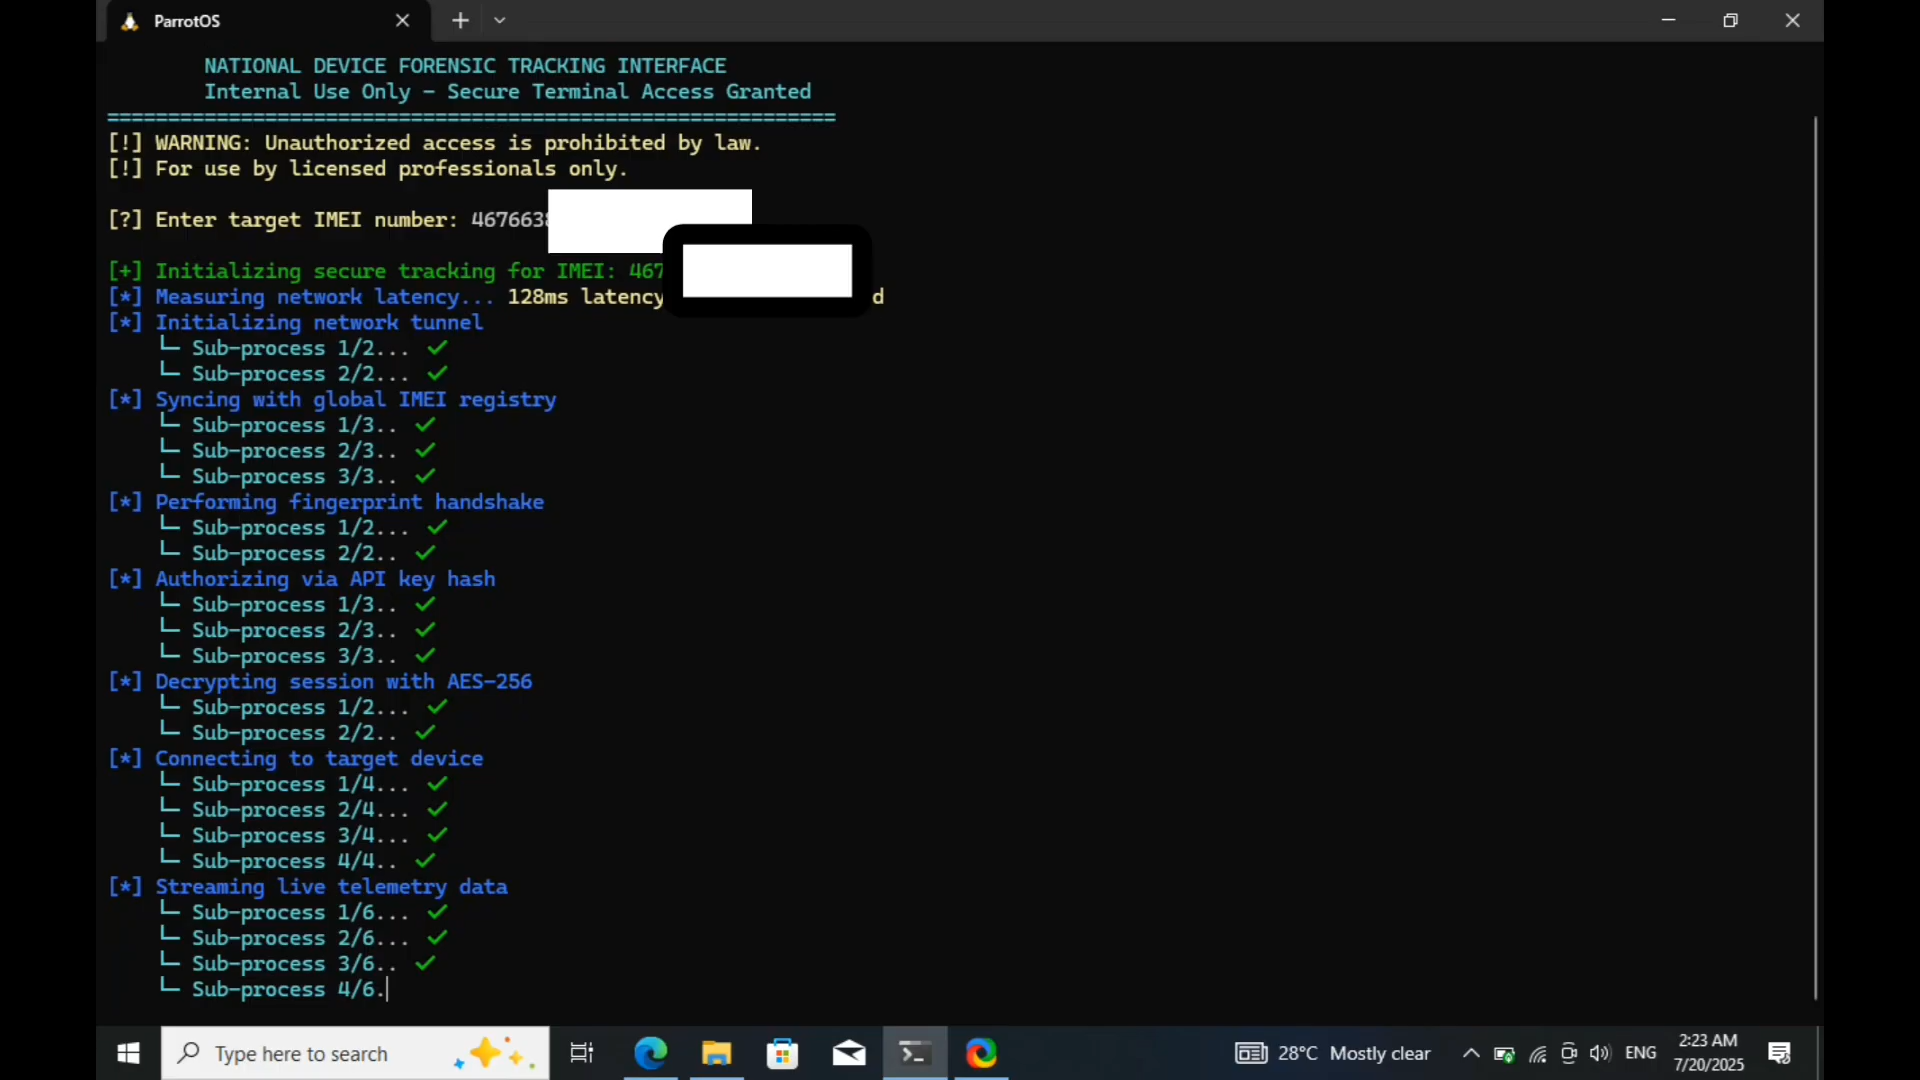 ParrotOS
NATIONAL DEVICE FORENSIC TRACKING INTERFACE
Internal Use Only - Secure Terminal Access Granted
============================================================
[!] WARNING: Unauthorized access is prohibited by law.
[!] For use by licensed professionals only.
[?] Enter target IMEI number: 4676638
[+] Initializing secure tracking for IMEI: 467
[*] Measuring network latency... 128ms latency d
[*] Initializing network tunnel
└─ Sub-process 1/2... ✓
└─ Sub-process 2/2... ✓
[*] Syncing with global IMEI registry
└─ Sub-process 1/3.. ✓
└─ Sub-process 2/3.. ✓
└─ Sub-process 3/3.. ✓
[*] Performing fingerprint handshake
└─ Sub-process 1/2... ✓
└─ Sub-process 2/2.. ✓
[*] Authorizing via API key hash
└─ Sub-process 1/3.. ✓
└─ Sub-process 2/3.. ✓
└─ Sub-process 3/3.. ✓
[*] Decrypting session with AES-256
└─ Sub-process 1/2... ✓
└─ Sub-process 2/2.. ✓
[*] Connecting to target device
└─ Sub-process 1/4... ✓
└─ Sub-process 2/4... ✓
└─ Sub-process 3/4... ✓
└─ Sub-process 4/4.. ✓
[*] Streaming live telemetry data
└─ Sub-process 1/6... ✓
└─ Sub-process 2/6... ✓
└─ Sub-process 3/6.. ✓
└─ Sub-process 4/6.
Type here to search
28°C Mostly clear
ENG
2:23 AM
7/20/2025